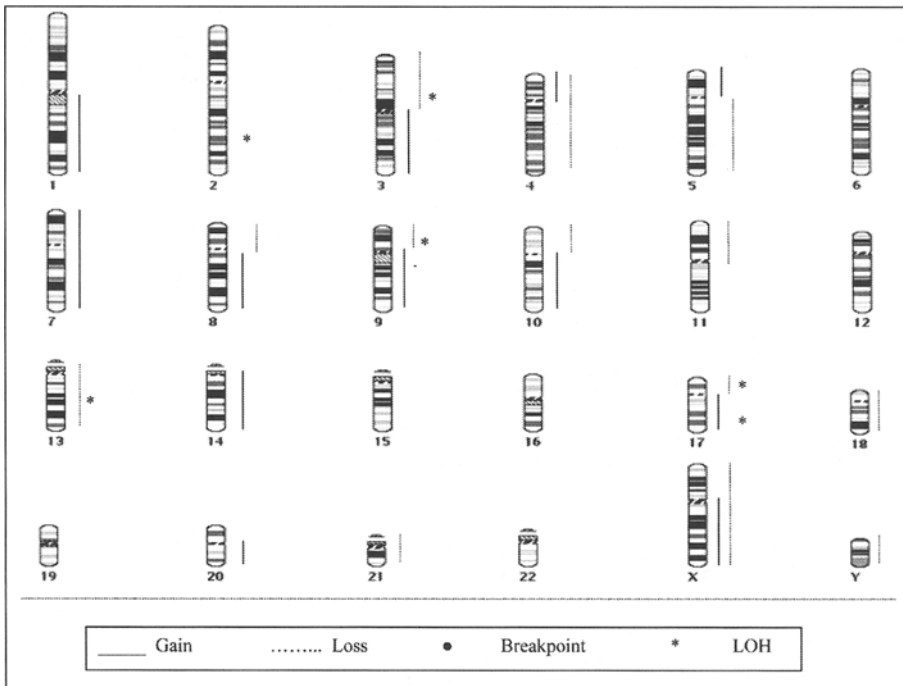 1 2 3 4 5 6
7 8 9 10 11 12
13 14 15 16 17 18
19 20 21 22 X Y
_____ Gain ......... Loss ● Breakpoint * LOH